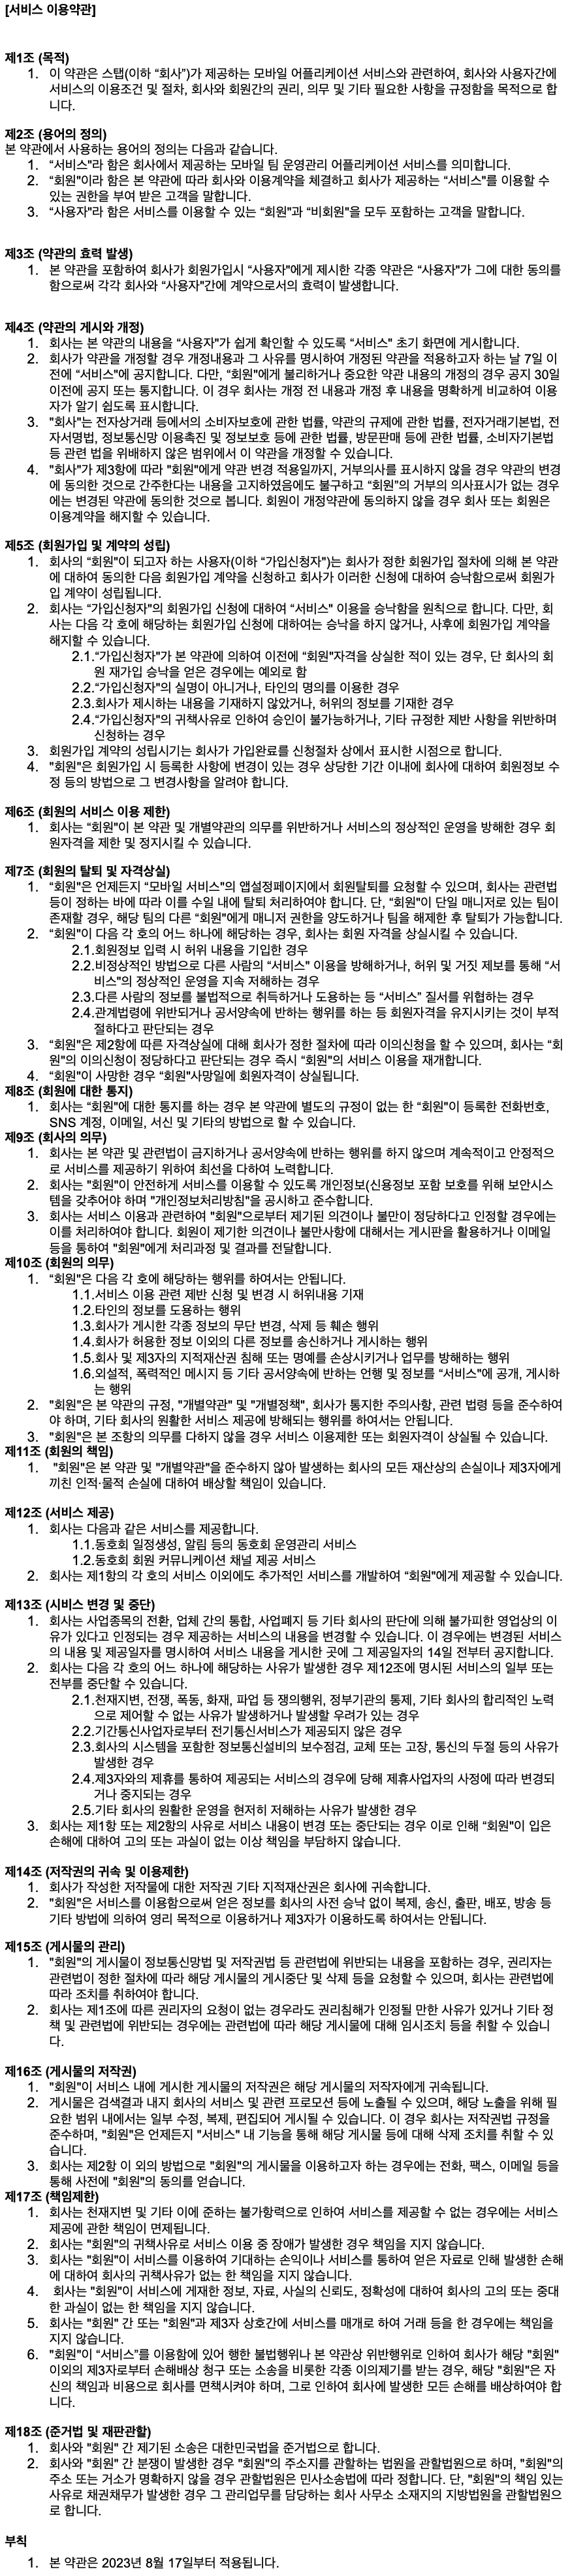 [서비스 이용약관]
제1조 (목적)
1. 이 약관은 스탭(이하 “회사”)가 제공하는 모바일 어플리케이션 서비스와 관련하여, 회사와 사용자간에
서비스의 이용조건 및 절차, 회사와 회원간의 권리, 의무 및 기타 필요한 사항을 규정함을 목적으로 합
니다.
제2조 (용어의 정의)
본 약관에서 사용하는 용어의 정의는 다음과 같습니다.
1. “서비스"라 함은 회사에서 제공하는 모바일 팀 운영관리 어플리케이션 서비스를 의미합니다.
2. “회원"이라 함은 본 약관에 따라 회사와 이용계약을 체결하고 회사가 제공하는 “서비스"를 이용할 수
있는 권한을 부여 받은 고객을 말합니다.
3. “사용자"라 함은 서비스를 이용할 수 있는 “회원"과 “비회원"을 모두 포함하는 고객을 말합니다.
제3조 (약관의 효력 발생)
1. 본 약관을 포함하여 회사가 회원가입시 “사용자"에게 제시한 각종 약관은 “사용자"가 그에 대한 동의를
함으로써 각각 회사와 “사용자"간에 계약으로서의 효력이 발생합니다.
제4조 (약관의 게시와 개정)
1. 회사는 본 약관의 내용을 “사용자"가 쉽게 확인할 수 있도록 “서비스" 초기 화면에 게시합니다.
2. 회사가 약관을 개정할 경우 개정내용과 그 사유를 명시하여 개정된 약관을 적용하고자 하는 날 7일 이
전에 “서비스"에 공지합니다. 다만, “회원"에게 불리하거나 중요한 약관 내용의 개정의 경우 공지 30일
이전에 공지 또는 통지합니다. 이 경우 회사는 개정 전 내용과 개정 후 내용을 명확하게 비교하여 이용
자가 알기 쉽도록 표시합니다.
3. "회사"는 전자상거래 등에서의 소비자보호에 관한 법률, 약관의 규제에 관한 법률, 전자거래기본법, 전
자서명법, 정보통신망 이용촉진 및 정보보호 등에 관한 법률, 방문판매 등에 관한 법률, 소비자기본법
등 관련 법을 위배하지 않은 범위에서 이 약관을 개정할 수 있습니다.
4. "회사"가 제3항에 따라 "회원"에게 약관 변경 적용일까지, 거부의사를 표시하지 않을 경우 약관의 변경
에 동의한 것으로 간주한다는 내용을 고지하였음에도 불구하고 “회원”의 거부의 의사표시가 없는 경우
에는 변경된 약관에 동의한 것으로 봅니다. 회원이 개정약관에 동의하지 않을 경우 회사 또는 회원은
이용계약을 해지할 수 있습니다.
제5조 (회원가입 및 계약의 성립)
1. 회사의 “회원"이 되고자 하는 사용자(이하 “가입신청자")는 회사가 정한 회원가입 절차에 의해 본 약관
에 대하여 동의한 다음 회원가입 계약을 신청하고 회사가 이러한 신청에 대하여 승낙함으로써 회원가
입 계약이 성립됩니다.
2. 회사는 “가입신청자"의 회원가입 신청에 대하여 “서비스" 이용을 승낙함을 원칙으로 합니다. 다만, 회
사는 다음 각 호에 해당하는 회원가입 신청에 대하여는 승낙을 하지 않거나, 사후에 회원가입 계약을
해지할 수 있습니다.
2.1.“가입신청자"가 본 약관에 의하여 이전에 “회원"자격을 상실한 적이 있는 경우, 단 회사의 회
원 재가입 승낙을 얻은 경우에는 예외로 함
2.2.“가입신청자"의 실명이 아니거나, 타인의 명의를 이용한 경우
2.3.회사가 제시하는 내용을 기재하지 않았거나, 허위의 정보를 기재한 경우
2.4.“가입신청자"의 귀책사유로 인하여 승인이 불가능하거나, 기타 규정한 제반 사항을 위반하며
신청하는 경우
3. 회원가입 계약의 성립시기는 회사가 가입완료를 신청절차 상에서 표시한 시점으로 합니다.
4. "회원"은 회원가입 시 등록한 사항에 변경이 있는 경우 상당한 기간 이내에 회사에 대하여 회원정보 수
정 등의 방법으로 그 변경사항을 알려야 합니다.
제6조 (회원의 서비스 이용 제한)
1. 회사는 “회원"이 본 약관 및 개별약관의 의무를 위반하거나 서비스의 정상적인 운영을 방해한 경우 회
원자격을 제한 및 정지시킬 수 있습니다.
제7조 (회원의 탈퇴 및 자격상실)
1. “회원"은 언제든지 “모바일 서비스"의 앱설정페이지에서 회원탈퇴를 요청할 수 있으며, 회사는 관련법
등이 정하는 바에 따라 이를 수일 내에 탈퇴 처리하여야 합니다. 단, “회원"이 단일 매니저로 있는 팀이
존재할 경우, 해당 팀의 다른 “회원"에게 매니저 권한을 양도하거나 팀을 해제한 후 탈퇴가 가능합니다.
2. “회원"이 다음 각 호의 어느 하나에 해당하는 경우, 회사는 회원 자격을 상실시킬 수 있습니다.
2.1.회원정보 입력 시 허위 내용을 기입한 경우
2.2.비정상적인 방법으로 다른 사람의 “서비스" 이용을 방해하거나, 허위 및 거짓 제보를 통해 “서
비스"의 정상적인 운영을 지속 저해하는 경우
2.3.다른 사람의 정보를 불법적으로 취득하거나 도용하는 등 “서비스” 질서를 위협하는 경우
2.4.관계법령에 위반되거나 공서양속에 반하는 행위를 하는 등 회원자격을 유지시키는 것이 부적
절하다고 판단되는 경우
3. “회원"은 제2항에 따른 자격상실에 대해 회사가 정한 절차에 따라 이의신청을 할 수 있으며, 회사는 “회
원"의 이의신청이 정당하다고 판단되는 경우 즉시 “회원"의 서비스 이용을 재개합니다.
4. “회원"이 사망한 경우 “회원"사망일에 회원자격이 상실됩니다.
제8조 (회원에 대한 통지)
1. 회사는 “회원"에 대한 통지를 하는 경우 본 약관에 별도의 규정이 없는 한 “회원"이 등록한 전화번호,
SNS 계정, 이메일, 서신 및 기타의 방법으로 할 수 있습니다.
제9조 (회사의 의무)
1. 회사는 본 약관 및 관련법이 금지하거나 공서양속에 반하는 행위를 하지 않으며 계속적이고 안정적으
로 서비스를 제공하기 위하여 최선을 다하여 노력합니다.
2. 회사는 "회원"이 안전하게 서비스를 이용할 수 있도록 개인정보(신용정보 포함 보호를 위해 보안시스
템을 갖추어야 하며 "개인정보처리방침"을 공시하고 준수합니다.
3. 회사는 서비스 이용과 관련하여 "회원"으로부터 제기된 의견이나 불만이 정당하다고 인정할 경우에는
이를 처리하여야 합니다. 회원이 제기한 의견이나 불만사항에 대해서는 게시판을 활용하거나 이메일
등을 통하여 "회원"에게 처리과정 및 결과를 전달합니다.
제10조 (회원의 의무)
1. “회원"은 다음 각 호에 해당하는 행위를 하여서는 안됩니다.
1.1.서비스 이용 관련 제반 신청 및 변경 시 허위내용 기재
1.2.타인의 정보를 도용하는 행위
1.3.회사가 게시한 각종 정보의 무단 변경, 삭제 등 훼손 행위
1.4.회사가 허용한 정보 이외의 다른 정보를 송신하거나 게시하는 행위
1.5.회사 및 제3자의 지적재산권 침해 또는 명예를 손상시키거나 업무를 방해하는 행위
1.6.외설적, 폭력적인 메시지 등 기타 공서양속에 반하는 언행 및 정보를 “서비스"에 공개, 게시하
는 행위
2. "회원"은 본 약관의 규정, "개별약관" 및 "개별정책", 회사가 통지한 주의사항, 관련 법령 등을 준수하여
야 하며, 기타 회사의 원활한 서비스 제공에 방해되는 행위를 하여서는 안됩니다.
3. "회원"은 본 조항의 의무를 다하지 않을 경우 서비스 이용제한 또는 회원자격이 상실될 수 있습니다.
제11조 (회원의 책임)
1. "회원"은 본 약관 및 "개별약관"을 준수하지 않아 발생하는 회사의 모든 재산상의 손실이나 제3자에게
끼친 인적·물적 손실에 대하여 배상할 책임이 있습니다.
제12조 (서비스 제공)
1. 회사는 다음과 같은 서비스를 제공합니다.
1.1.동호회 일정생성, 알림 등의 동호회 운영관리 서비스
1.2.동호회 회원 커뮤니케이션 채널 제공 서비스
2. 회사는 제1항의 각 호의 서비스 이외에도 추가적인 서비스를 개발하여 “회원"에게 제공할 수 있습니다.
제13조 (시비스 변경 및 중단)
1. 회사는 사업종목의 전환, 업체 간의 통합, 사업폐지 등 기타 회사의 판단에 의해 불가피한 영업상의 이
유가 있다고 인정되는 경우 제공하는 서비스의 내용을 변경할 수 있습니다. 이 경우에는 변경된 서비스
의 내용 및 제공일자를 명시하여 서비스 내용을 게시한 곳에 그 제공일자의 14일 전부터 공지합니다.
2. 회사는 다음 각 호의 어느 하나에 해당하는 사유가 발생한 경우 제12조에 명시된 서비스의 일부 또는
전부를 중단할 수 있습니다.
2.1.천재지변, 전쟁, 폭동, 화재, 파업 등 쟁의행위, 정부기관의 통제, 기타 회사의 합리적인 노력
으로 제어할 수 없는 사유가 발생하거나 발생할 우려가 있는 경우
2.2.기간통신사업자로부터 전기통신서비스가 제공되지 않은 경우
2.3.회사의 시스템을 포함한 정보통신설비의 보수점검, 교체 또는 고장, 통신의 두절 등의 사유가
발생한 경우
2.4.제3자와의 제휴를 통하여 제공되는 서비스의 경우에 당해 제휴사업자의 사정에 따라 변경되
거나 중지되는 경우
2.5.기타 회사의 원활한 운영을 현저히 저해하는 사유가 발생한 경우
3. 회사는 제1항 또는 제2항의 사유로 서비스 내용이 변경 또는 중단되는 경우 이로 인해 “회원"이 입은
손해에 대하여 고의 또는 과실이 없는 이상 책임을 부담하지 않습니다.
제14조 (저작권의 귀속 및 이용제한)
1. 회사가 작성한 저작물에 대한 저작권 기타 지적재산권은 회사에 귀속합니다.
2. "회원"은 서비스를 이용함으로써 얻은 정보를 회사의 사전 승낙 없이 복제, 송신, 출판, 배포, 방송 등
기타 방법에 의하여 영리 목적으로 이용하거나 제3자가 이용하도록 하여서는 안됩니다.
제15조 (게시물의 관리)
1. "회원"의 게시물이 정보통신망법 및 저작권법 등 관련법에 위반되는 내용을 포함하는 경우, 권리자는
관련법이 정한 절차에 따라 해당 게시물의 게시중단 및 삭제 등을 요청할 수 있으며, 회사는 관련법에
따라 조치를 취하여야 합니다.
2. 회사는 제1조에 따른 권리자의 요청이 없는 경우라도 권리침해가 인정될 만한 사유가 있거나 기타 정
책 및 관련법에 위반되는 경우에는 관련법에 따라 해당 게시물에 대해 임시조치 등을 취할 수 있습니
다.
제16조 (게시물의 저작권)
1. "회원"이 서비스 내에 게시한 게시물의 저작권은 해당 게시물의 저작자에게 귀속됩니다.
2. 게시물은 검색결과 내지 회사의 서비스 및 관련 프로모션 등에 노출될 수 있으며, 해당 노출을 위해 필
요한 범위 내에서는 일부 수정, 복제, 편집되어 게시될 수 있습니다. 이 경우 회사는 저작권법 규정을
준수하며, "회원"은 언제든지 "서비스" 내 기능을 통해 해당 게시물 등에 대해 삭제 조치를 취할 수 있
습니다.
3. 회사는 제2항 이 외의 방법으로 "회원"의 게시물을 이용하고자 하는 경우에는 전화, 팩스, 이메일 등을
통해 사전에 "회원"의 동의를 얻습니다.
제17조 (책임제한)
1. 회사는 천재지변 및 기타 이에 준하는 불가항력으로 인하여 서비스를 제공할 수 없는 경우에는 서비스
제공에 관한 책임이 면제됩니다.
2. 회사는 "회원"의 귀책사유로 서비스 이용 중 장애가 발생한 경우 책임을 지지 않습니다.
3. 회사는 "회원"이 서비스를 이용하여 기대하는 손익이나 서비스를 통하여 얻은 자료로 인해 발생한 손해
에 대하여 회사의 귀책사유가 없는 한 책임을 지지 않습니다.
4. 회사는 "회원"이 서비스에 게재한 정보, 자료, 사실의 신뢰도, 정확성에 대하여 회사의 고의 또는 중대
한 과실이 없는 한 책임을 지지 않습니다.
5. 회사는 "회원" 간 또는 "회원"과 제3자 상호간에 서비스를 매개로 하여 거래 등을 한 경우에는 책임을
지지 않습니다.
6. "회원"이 “서비스”를 이용함에 있어 행한 불법행위나 본 약관상 위반행위로 인하여 회사가 해당 "회원"
이외의 제3자로부터 손해배상 청구 또는 소송을 비롯한 각종 이의제기를 받는 경우, 해당 "회원"은 자
신의 책임과 비용으로 회사를 면책시켜야 하며, 그로 인하여 회사에 발생한 모든 손해를 배상하여야 합
니다.
제18조 (준거법 및 재판관할)
1. 회사와 "회원" 간 제기된 소송은 대한민국법을 준거법으로 합니다.
2. 회사와 "회원" 간 분쟁이 발생한 경우 "회원"의 주소지를 관할하는 법원을 관할법원으로 하며, "회원"의
주소 또는 거소가 명확하지 않을 경우 관할법원은 민사소송법에 따라 정합니다. 단, "회원"의 책임 있는
사유로 채권채무가 발생한 경우 그 관리업무를 담당하는 회사 사무소 소재지의 지방법원을 관할법원으
로 합니다.
부칙
1. 본 약관은 2023년 8월 17일부터 적용됩니다.